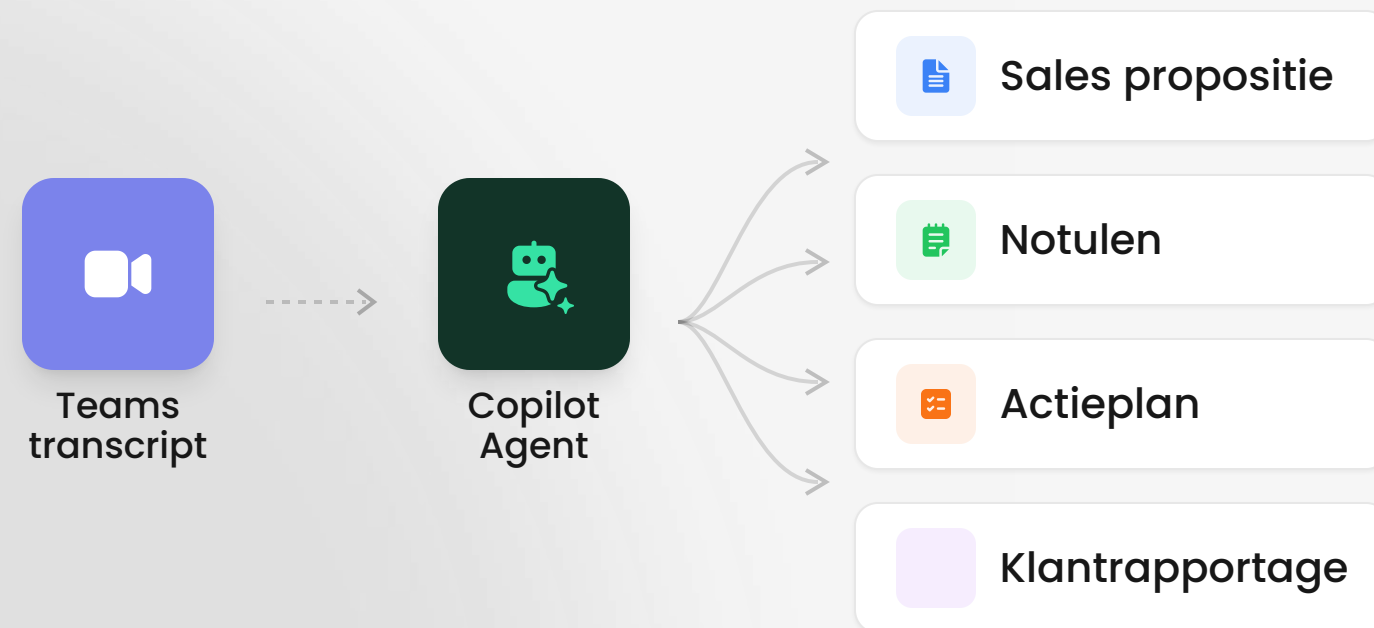 Teams
transcript
Copilot
Agent
Sales propositie
Notulen
Actieplan
Klantrapportage